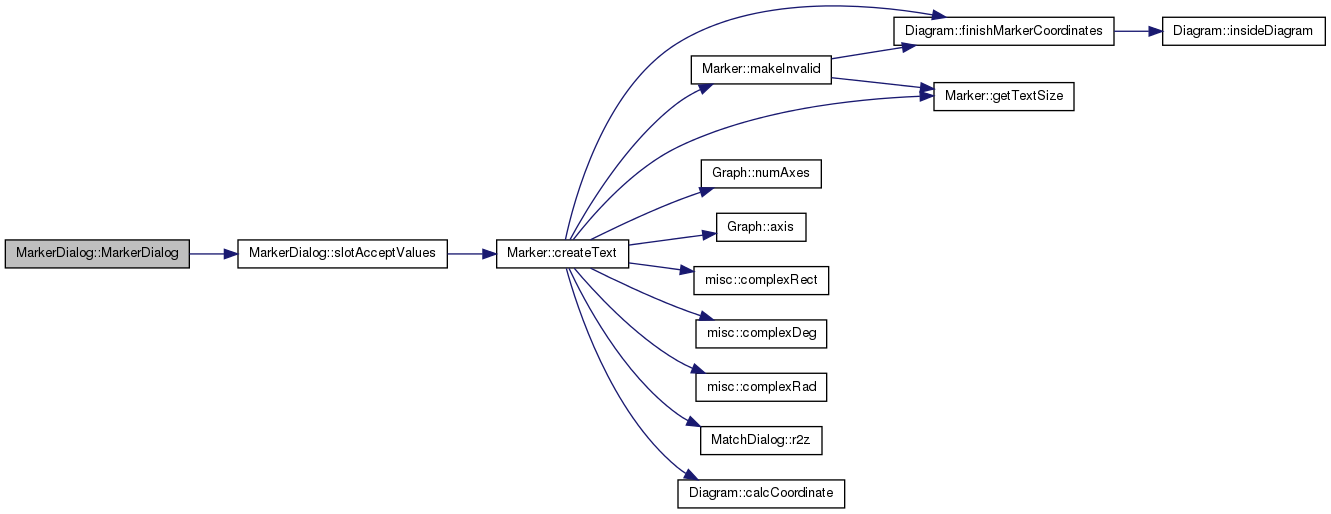 MarkerDialog::MarkerDialog
MarkerDialog::slotAcceptValues
Marker::createText
Diagram::finishMarkerCoordinates
Diagram::insideDiagram
Marker::makeInvalid
Marker::getTextSize
Graph::numAxes
Graph::axis
misc::complexRect
misc::complexDeg
misc::complexRad
MatchDialog::r2z
Diagram::calcCoordinate